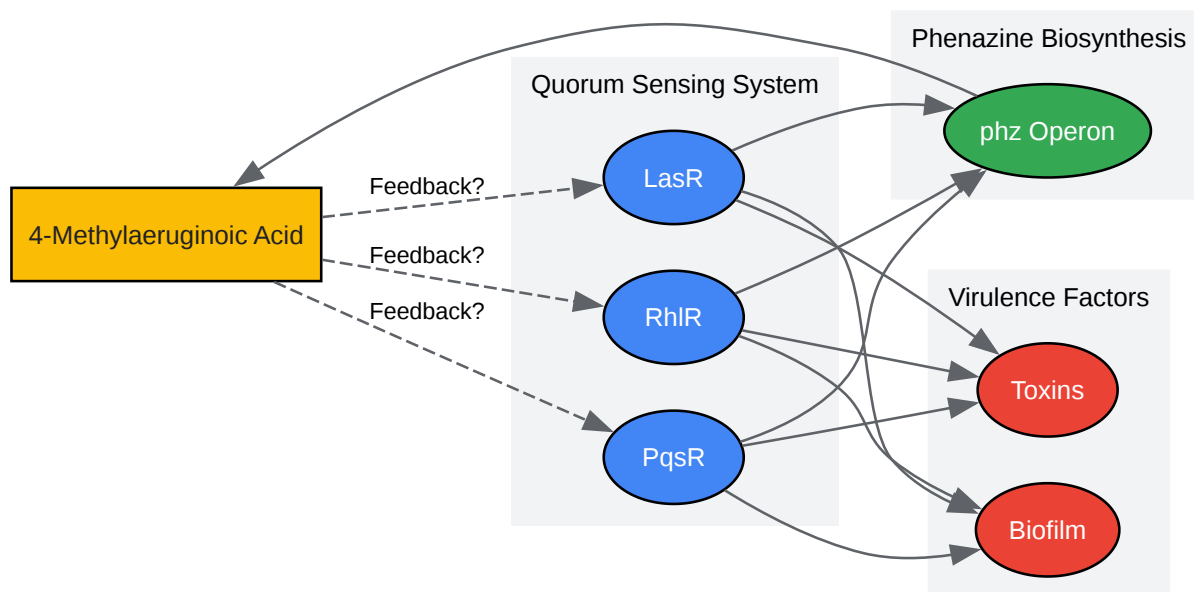 Phenazine Biosynthesis
Quorum Sensing System
phz Operon
LasR
Feedback?
4-Methylaeruginoic Acid
Feedback?
Virulence Factors
RhlR
Feedback?
Toxins
PqsR
Biofilm